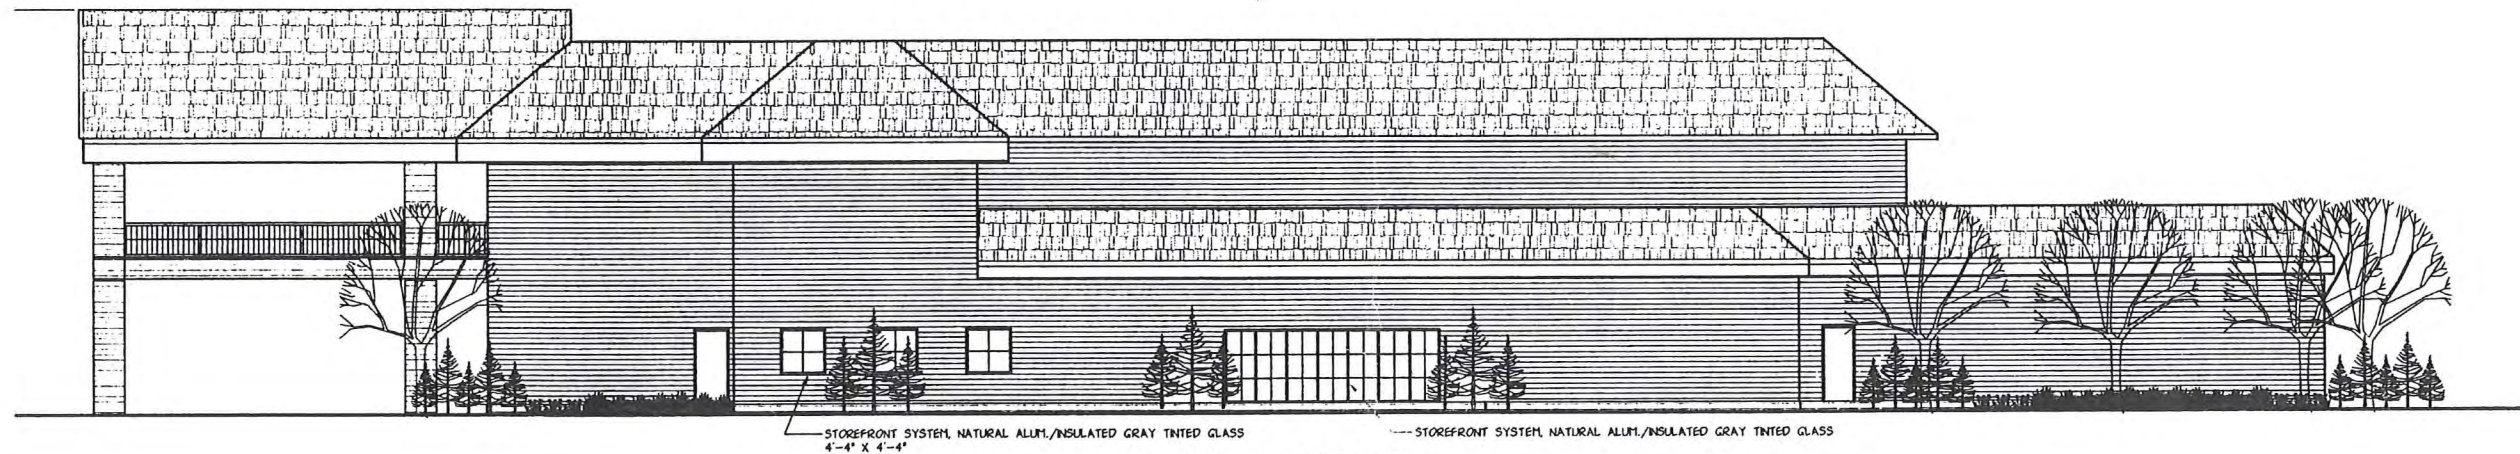 STOREFRONT SYSTEM, NATURAL ALUM./INSULATED GRAY TINTED GLASS
4'-4" X 4'-4"
STOREFRONT SYSTEM, NATURAL ALUM./INSULATED GRAY TINTED GLASS